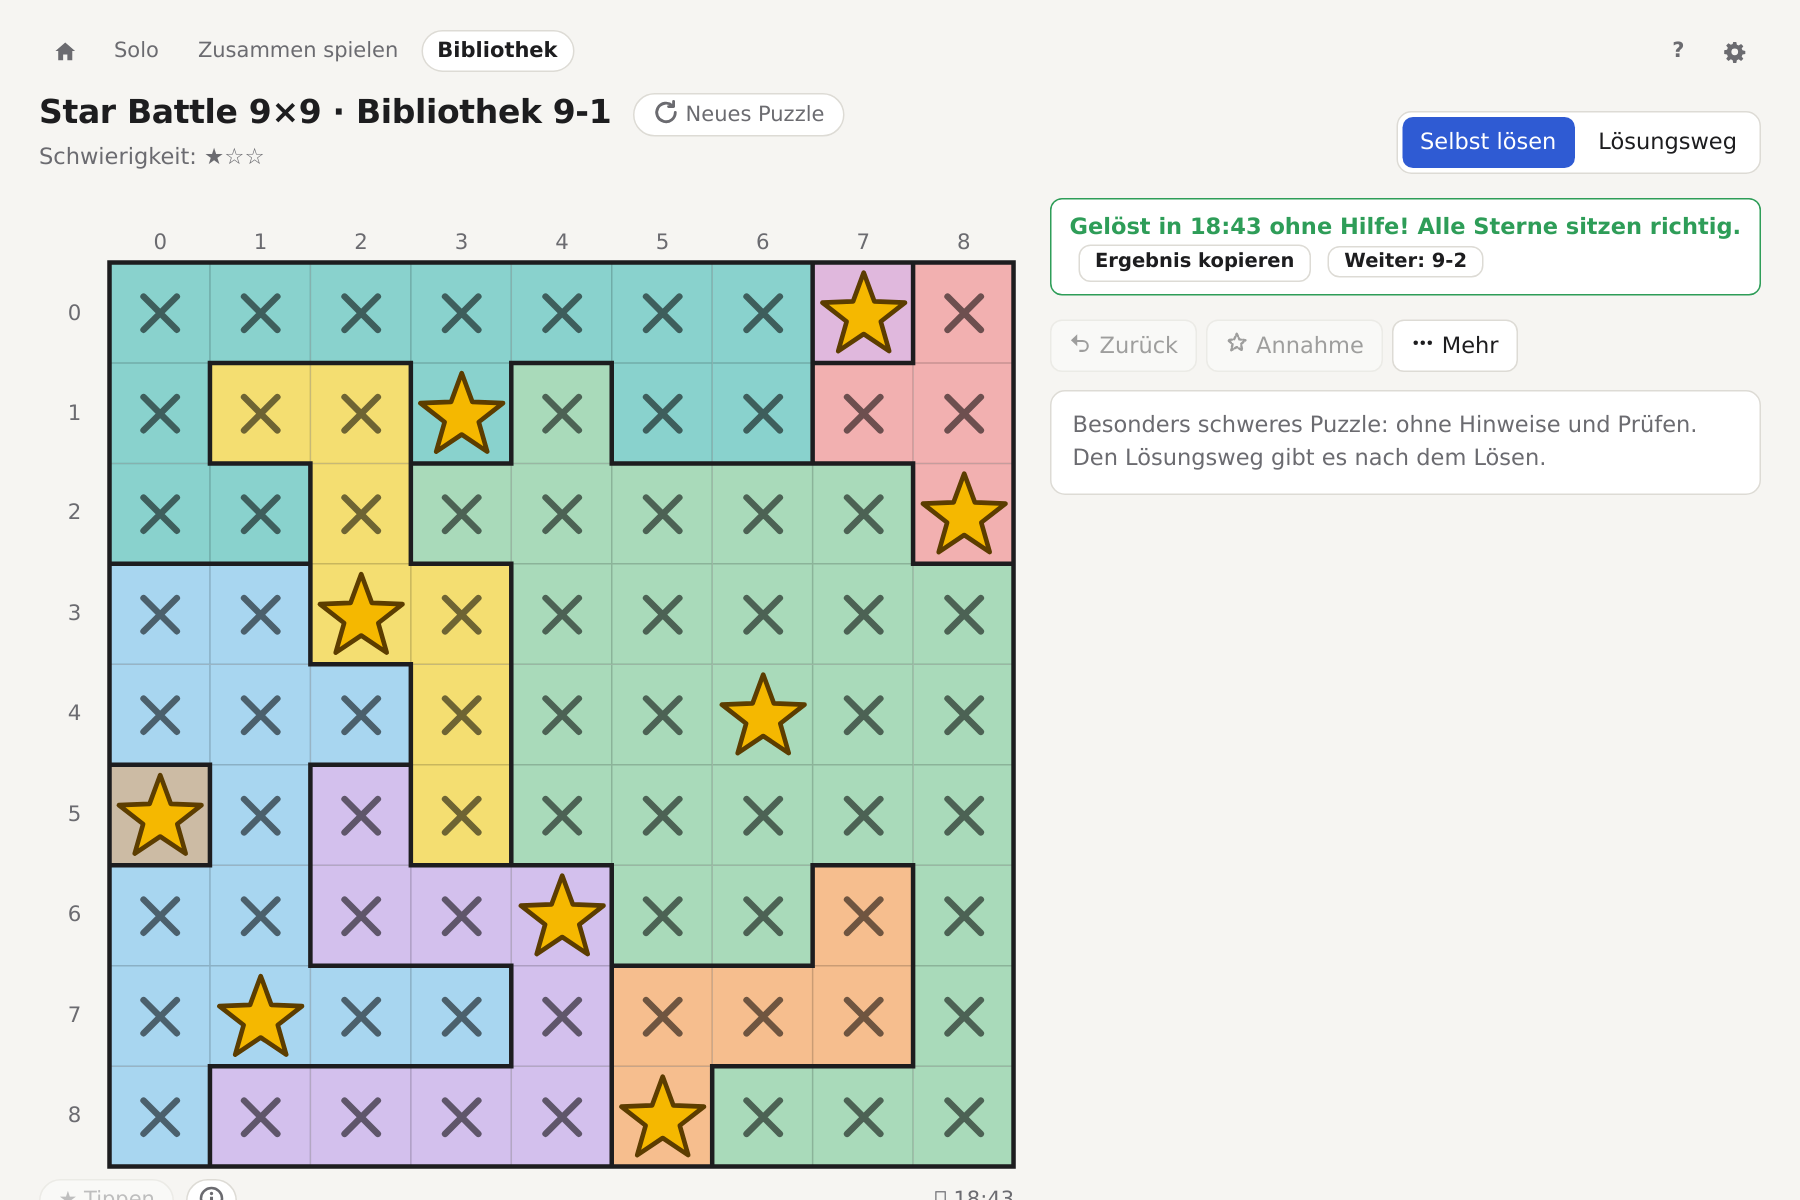 Solo Zusammen spielen Bibliothek ?
Star Battle 9×9 · Bibliothek 9-1 Neues Puzzle
Schwierigkeit: ★☆☆
Selbst lösen Lösungsweg
Gelöst in 18:43 ohne Hilfe! Alle Sterne sitzen richtig.
Ergebnis kopieren Weiter: 9-2
Zurück Annahme ••• Mehr
Besonders schweres Puzzle: ohne Hinweise und Prüfen.
Den Lösungsweg gibt es nach dem Lösen.
0 1 2 3 4 5 6 7 8
0
1
2
3
4
5
6
7
8
★ Tippen 18:43